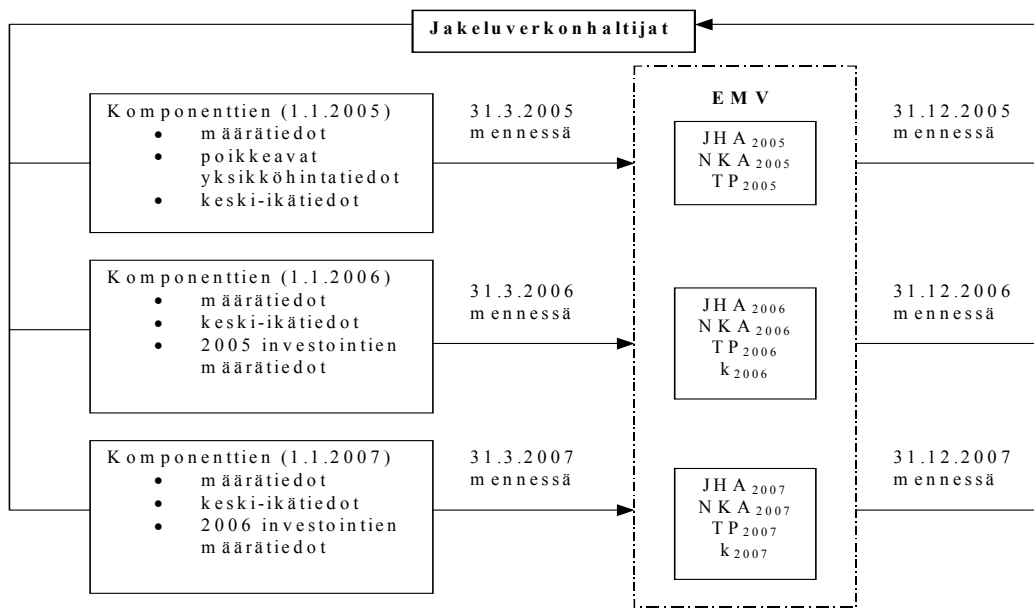 Jakeluverkonhaltijat
EMV
Komponenttien (1.1.2005)
• määrätiedot
• poikkeavat
yksikköhintatiedot
• keski-ikätiedot
31.3.2005
mennessä
JHA2005
NKA2005
TP2005
31.12.2005
mennessä
Komponenttien (1.1.2006)
• määrätiedot
• keski-ikätiedot
• 2005 investointien
määrätiedot
31.3.2006
mennessä
JHA2006
NKA2006
TP2006
k2006
31.12.2006
mennessä
Komponenttien (1.1.2007)
• määrätiedot
• keski-ikätiedot
• 2006 investointien
määrätiedot
31.3.2007
mennessä
JHA2007
NKA2007
TP2007
k2007
31.12.2007
mennessä